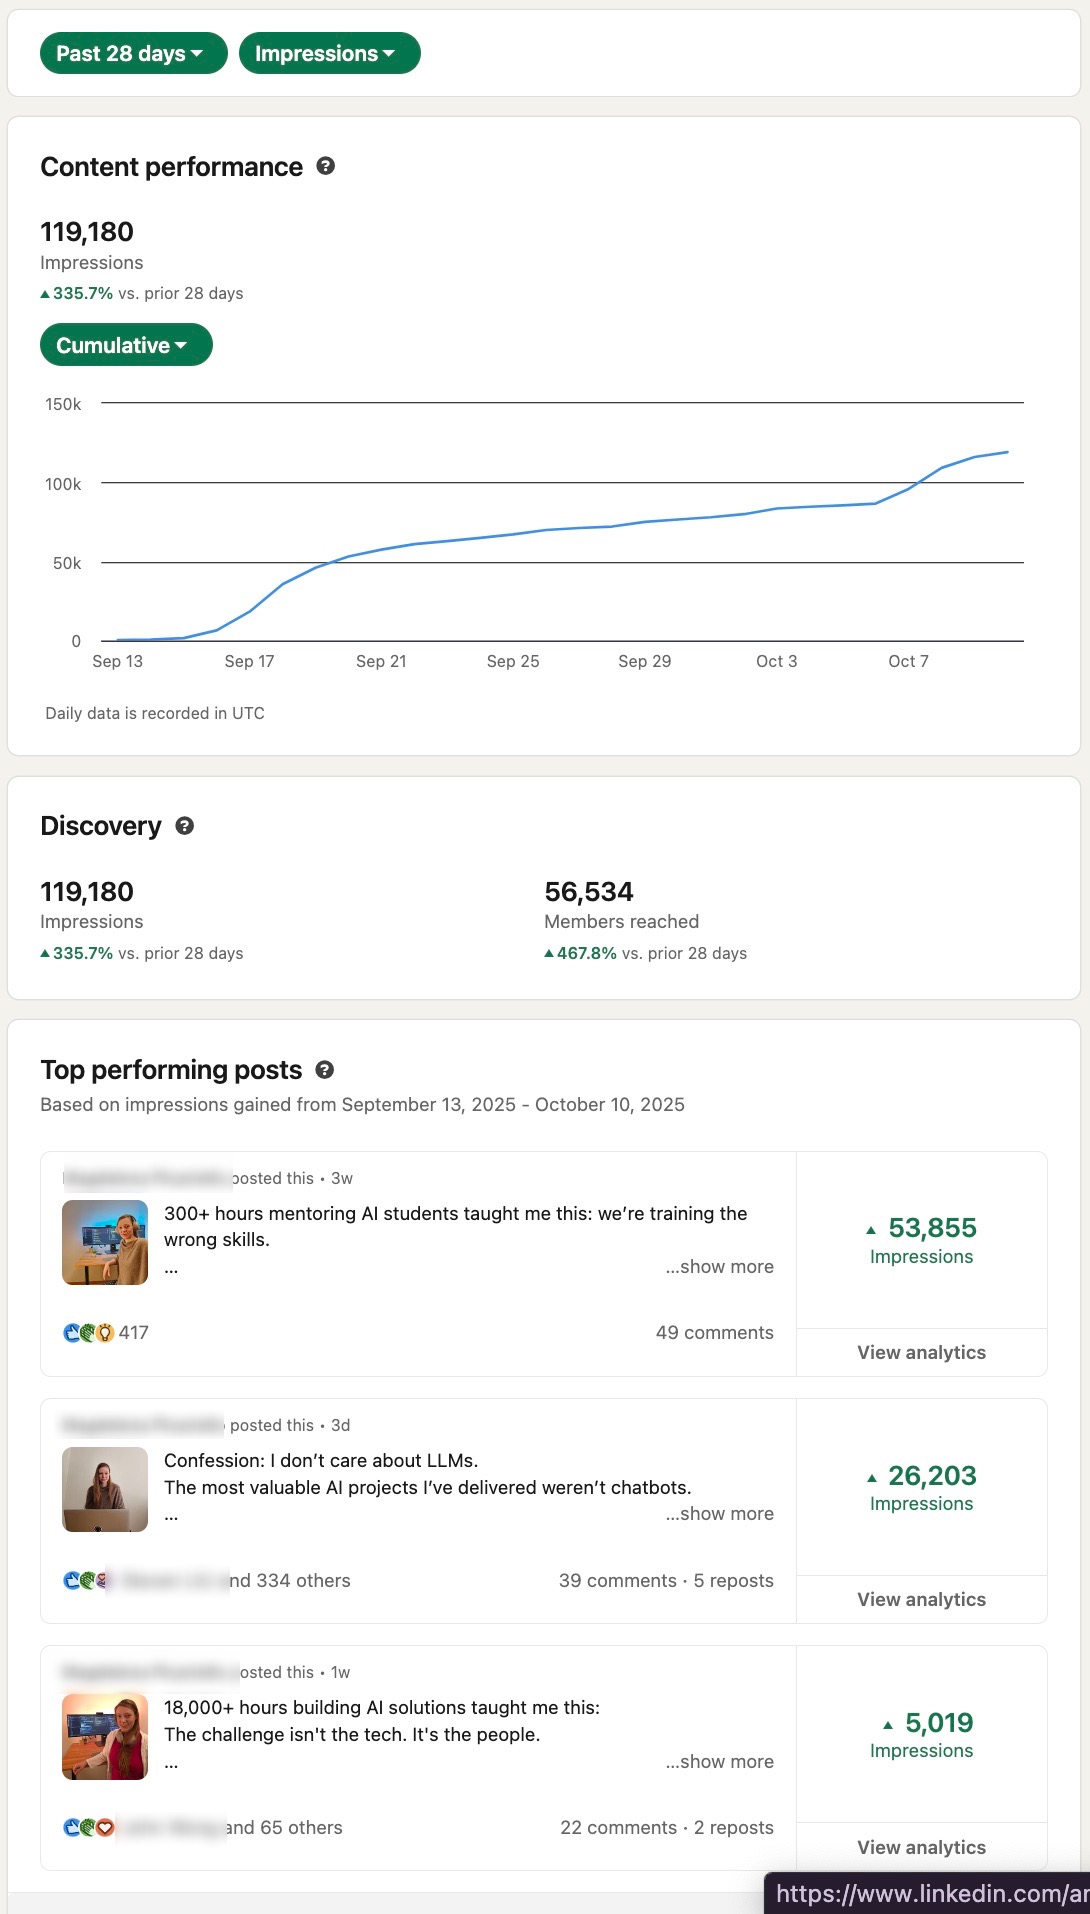 Past 28 days
Impressions
Content performance
119,180
Impressions
335.7% vs. prior 28 days
Cumulative
150k
100k
50k
0
Sep 13
Sep 17
Sep 21
Sep 25
Sep 29
Oct 3
Oct 7
Daily data is recorded in UTC
Discovery
119,180
Impressions
335.7% vs. prior 28 days
56,534
Members reached
467.8% vs. prior 28 days
Top performing posts
Based on impressions gained from September 13, 2025 - October 10, 2025
posted this • 3w
300+ hours mentoring AI students taught me this: we’re training the
wrong skills.
...
...show more
417
49 comments
53,855
Impressions
View analytics
posted this • 3d
Confession: I don’t care about LLMs.
The most valuable AI projects I’ve delivered weren’t chatbots.
...
...show more
334 others
39 comments · 5 reposts
26,203
Impressions
View analytics
this • 1w
18,000+ hours building AI solutions taught me this:
The challenge isn't the tech. It's the people.
...
...show more
and 65 others
22 comments · 2 reposts
5,019
Impressions
View analytics
https://www.linkedin.com/an